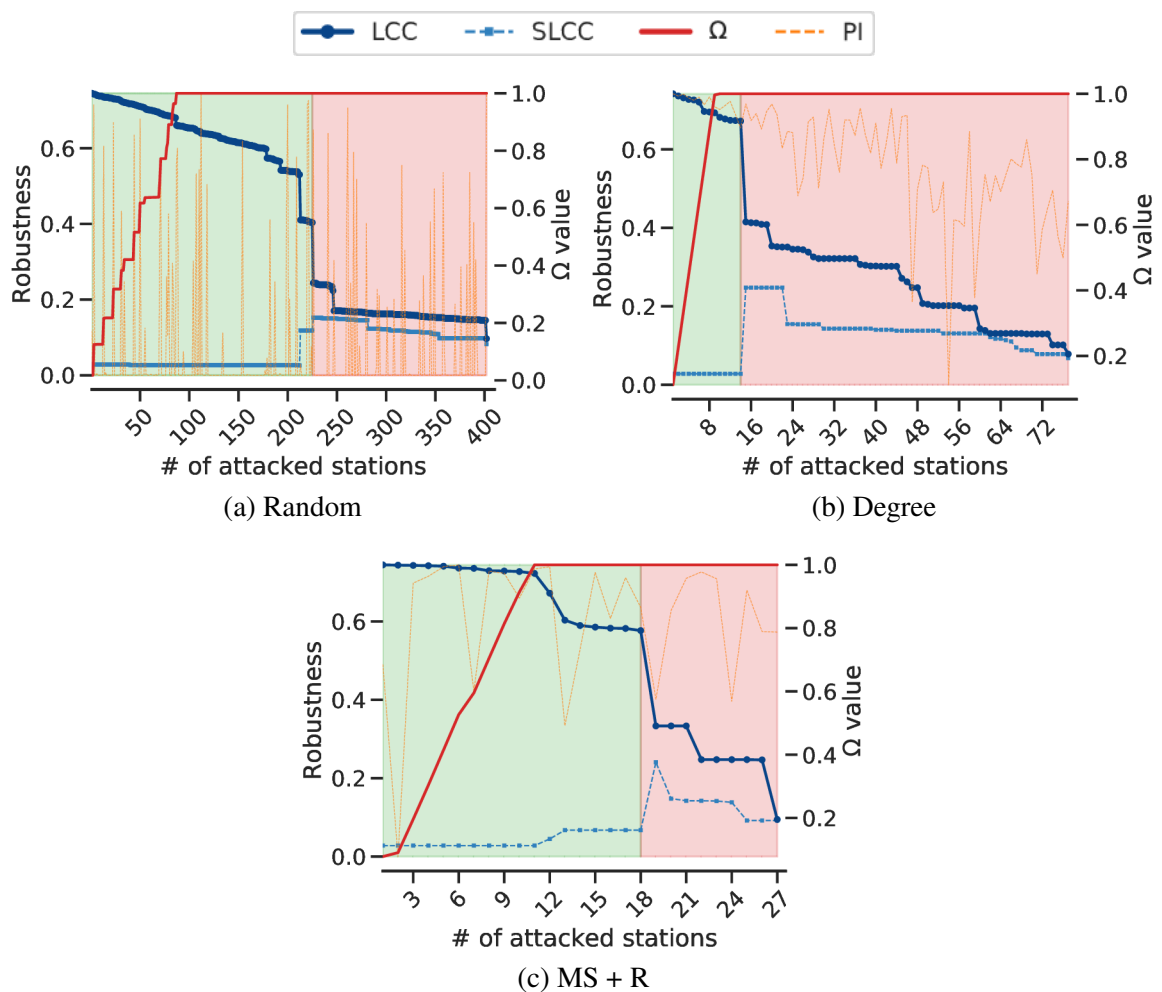 LCC SLCC Ω PI
Robustness
0.6
0.4
0.2
0.0
1.0
0.8
0.6
0.4
0.2
0.0
Ω value
50 100 150 200 250 300 350 400
# of attacked stations
(a) Random
Robustness
0.6
0.4
0.2
0.0
1.0
0.8
0.6
0.4
0.2
Ω value
8 16 24 32 40 48 56 64 72
# of attacked stations
(b) Degree
Robustness
0.6
0.4
0.2
0.0
1.0
0.8
0.6
0.4
0.2
Ω value
3 6 9 12 15 18 21 24 27
# of attacked stations
(c) MS + R